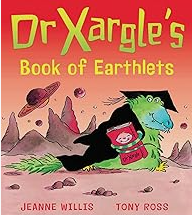 Dr Xargle's
Book of Earthlets
JEANNE WILLIS
TONY ROSS